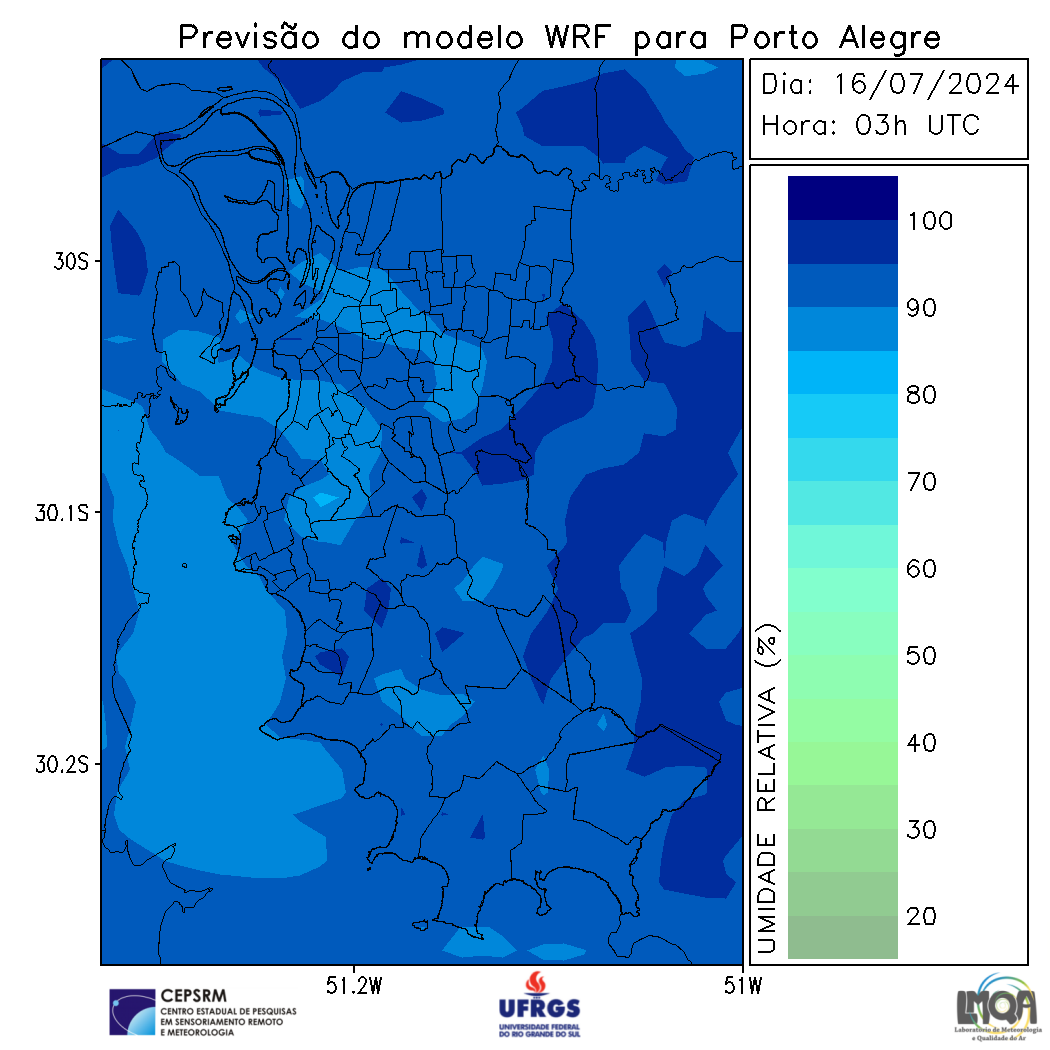 Previsão do modelo WRF para Porto Alegre
Dia: 16/07/2024
Hora: 03h UTC
30S
30.1S
30.2S
51.2W
51W
UMIDADE RELATIVA (%)
100
90
80
70
60
50
40
30
20
CEPSRM
CENTRO ESTADUAL DE PESQUISAS
EM SENSORIAMENTO REMOTO
E METEOROLOGIA
UFRGS
UNIVERSIDADE FEDERAL
DO RIO GRANDE DO SUL
LMQA
Laboratório de Meteorologia
e Qualidade do Ar